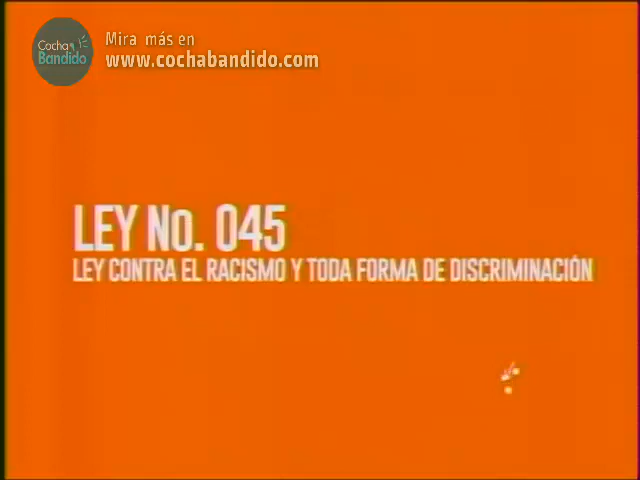 Cocha
Bandido
Mira más en
www.cochabandido.com
LEY No. 045
LEY CONTRA EL RACISMO Y TODA FORMA DE DISCRIMINACIÓN